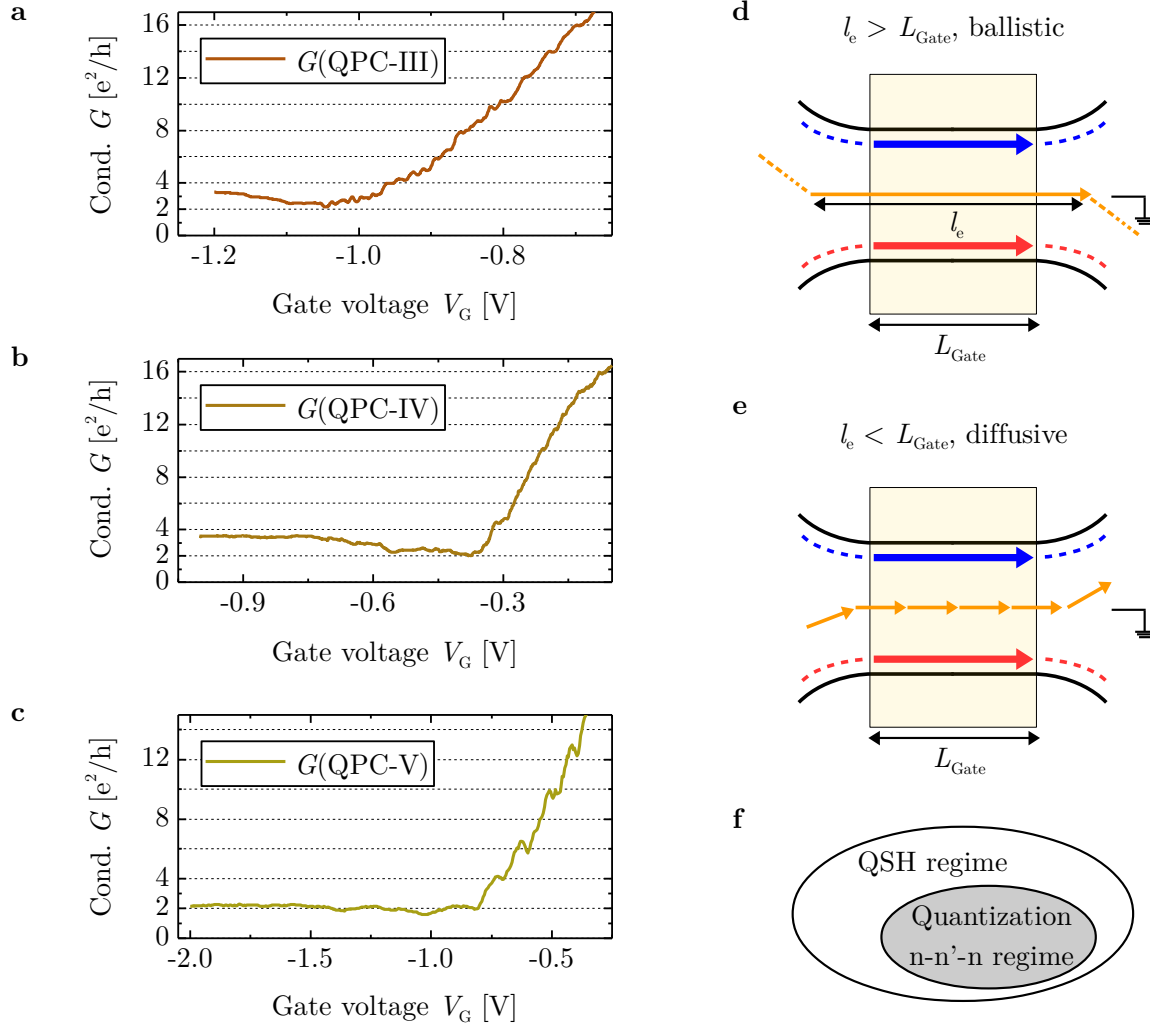 a
Cond. G [e²/h]
16
12
8
4
2
0
G(QPC-III)
-1.2
-1.0
-0.8
Gate voltage V_G [V]
b
Cond. G [e²/h]
16
12
8
4
2
0
G(QPC-IV)
-0.9
-0.6
-0.3
Gate voltage V_G [V]
c
Cond. G [e²/h]
12
8
4
2
0
G(QPC-V)
-2.0
-1.5
-1.0
-0.5
Gate voltage V_G [V]
d
l_e > L_Gate, ballistic
l_e
L_Gate
e
l_e < L_Gate, diffusive
L_Gate
f
QSH regime
Quantization
n-n'-n regime